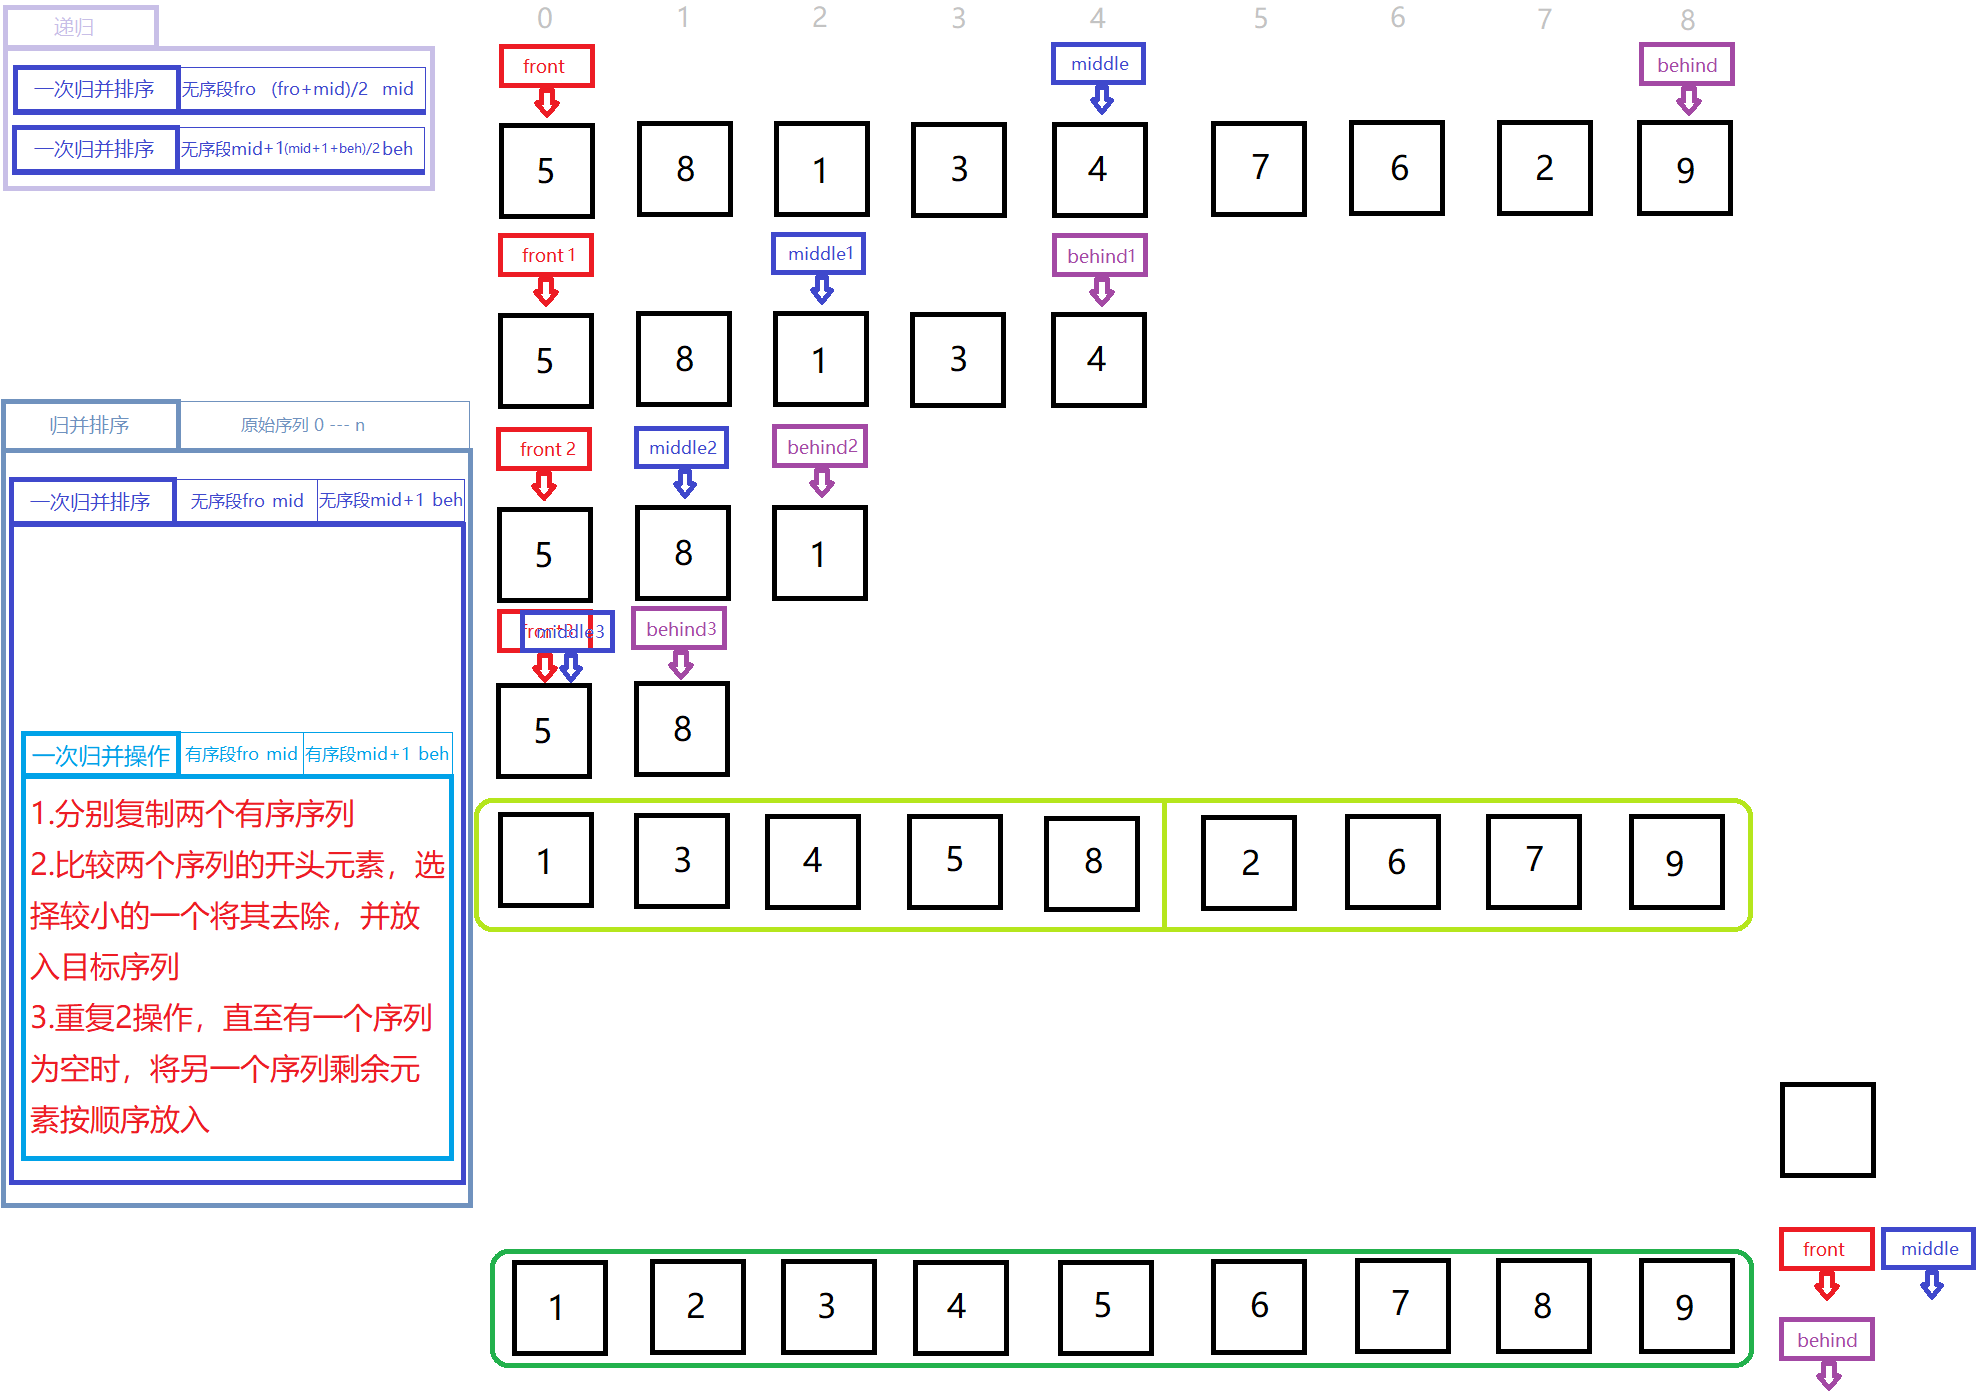 递归
一次归并排序 无序段fro (fro+mid)/2 mid
一次归并排序 无序段mid+1(mid+1+beh)/2 beh
0 1 2 3 4 5 6 7 8
front middle behind
5 8 1 3 4 7 6 2 9
front 1 middle1 behind1
5 8 1 3 4
归并排序 原始序列 0 --- n
front 2 middle2 behind2
一次归并排序 无序段fro mid 无序段mid+1 beh
5 8 1
middle3 behind3
5 8
一次归并操作 有序段fro mid 有序段mid+1 beh
1.分别复制两个有序序列
2.比较两个序列的开头元素，选
择较小的一个将其去除，并放
入目标序列
3.重复2操作，直至有一个序列
为空时，将另一个序列剩余元
素按顺序放入
1 3 4 5 8 2 6 7 9
1 2 3 4 5 6 7 8 9
front middle
behind